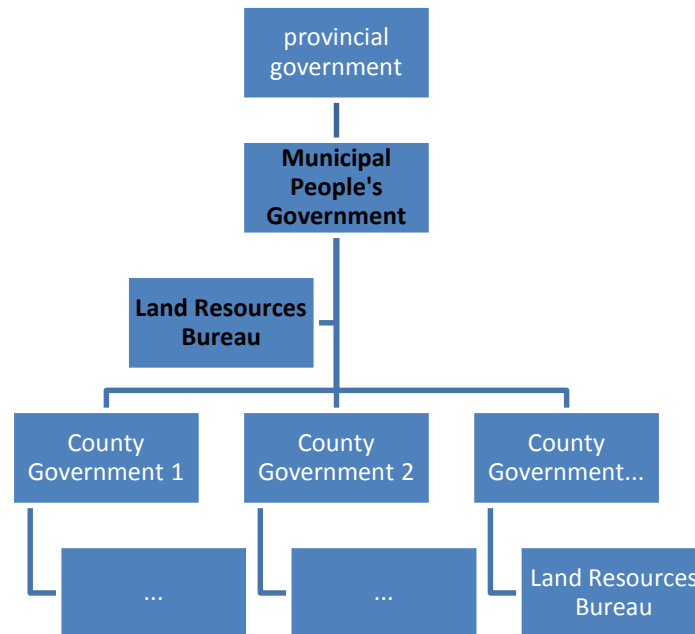 provincial
government
Municipal
People's
Government
Land Resources
Bureau
County
Government 1
County
Government 2
County
Government...
...
...
Land Resources
Bureau